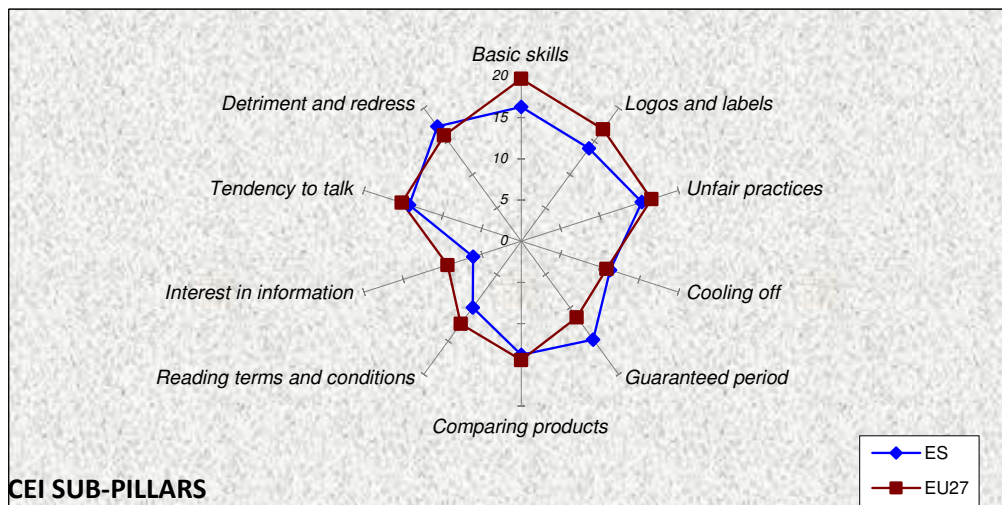 Basic skills
20
Detriment and redress
Logos and labels
15
10
Tendency to talk
Unfair practices
5
0
Interest in information
Cooling off
Reading terms and conditions
Guaranteed period
Comparing products
ES
EU27
CEI SUB-PILLARS